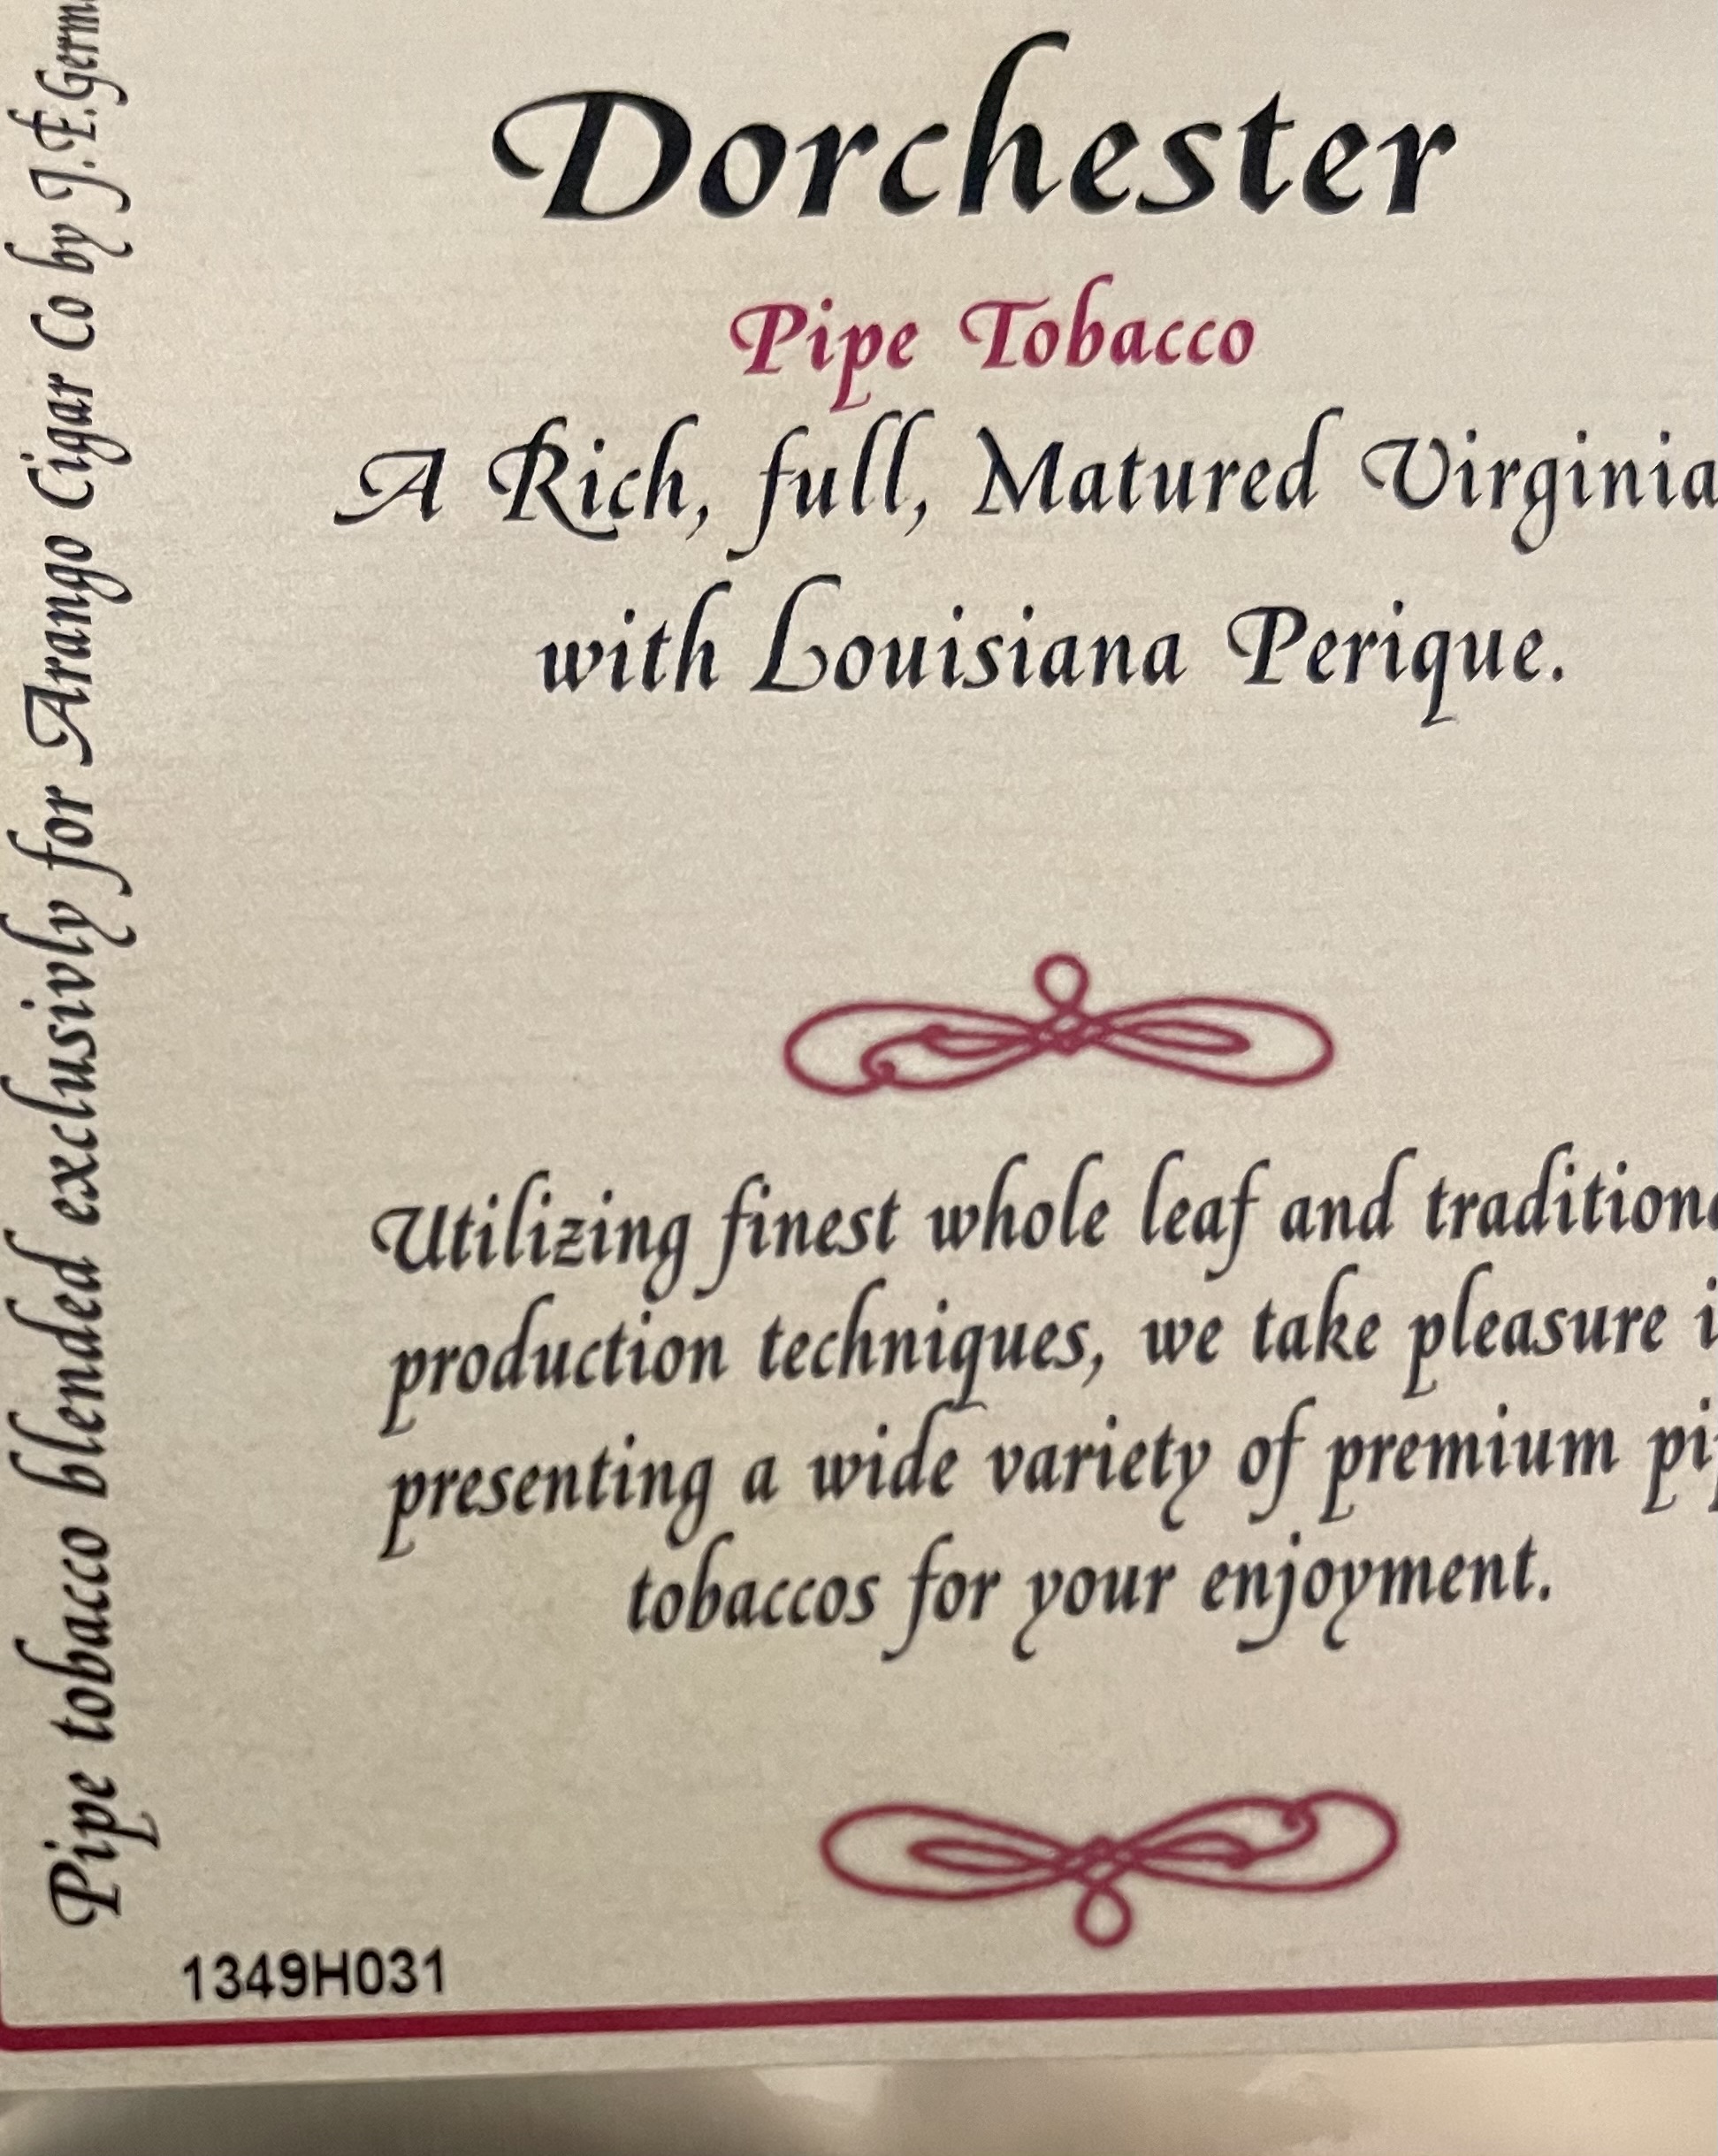 Dorchester
Pipe Tobacco
A Rich, full, Matured Virginia
with Louisiana Perique.
Utilizing finest whole leaf and
production techniques, we take pleasure
presenting a wide variety of premium
tobaccos for your enjoyment.
Pipe tobacco blended exclusivly for Arango Cigar Co by J.E.Germ
1349H031